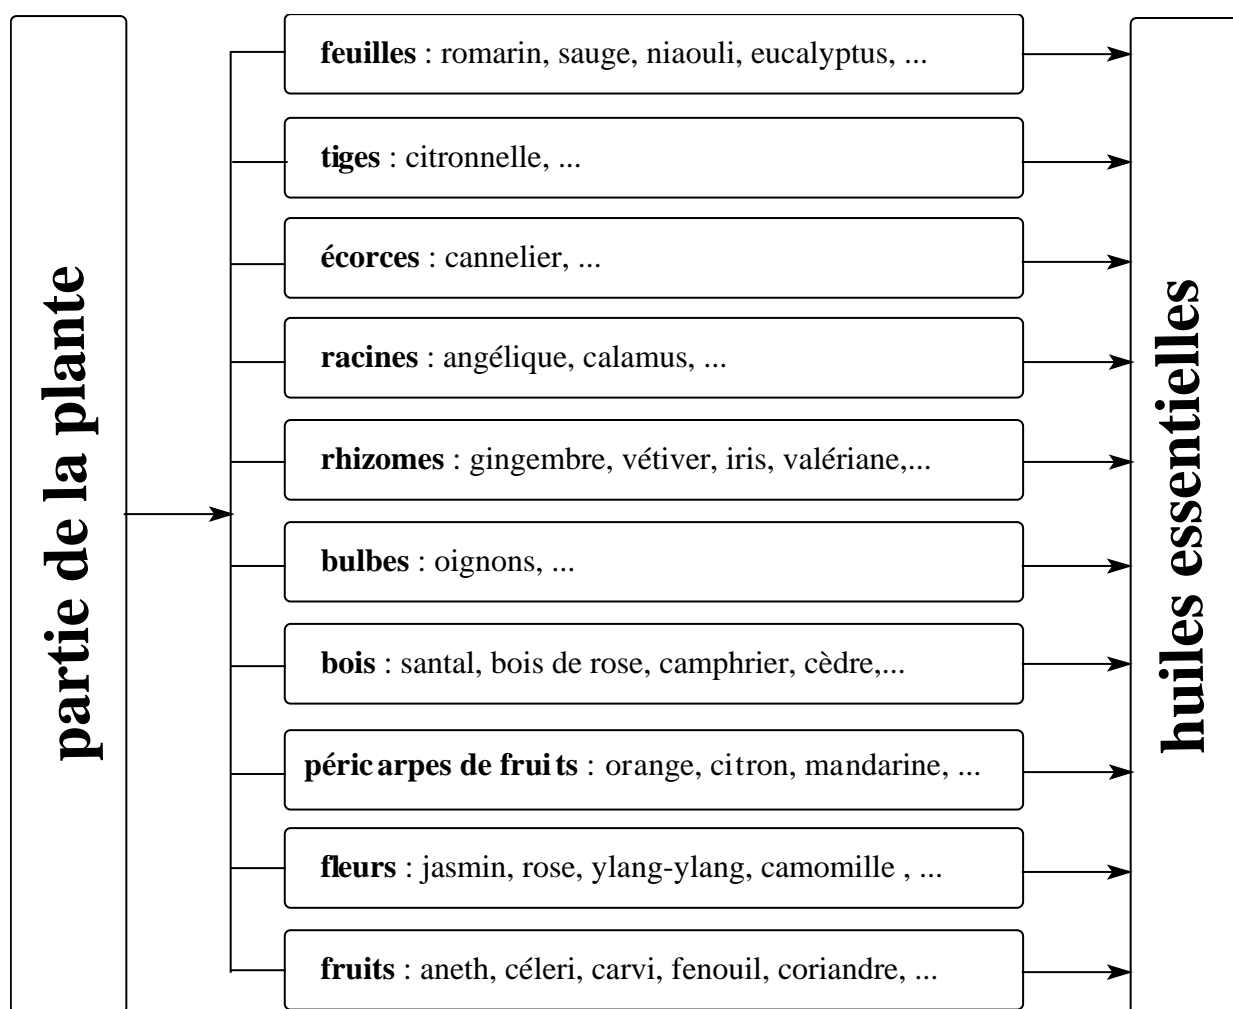 partie de la plante
feuilles : romarin, sauge, niaouli, eucalyptus, ...
tiges : citronnelle, ...
écorces : cannelier, ...
racines : angélique, calamus, ...
rhizomes : gingembre, vétiver, iris, valériane,...
bulbes : oignons, ...
bois : santal, bois de rose, camphrier, cèdre,...
péricarpes de fruits : orange, citron, mandarine, ...
fleurs : jasmin, rose, ylang-ylang, camomille , ...
fruits : aneth, céleri, carvi, fenouil, coriandre, ...
huiles essentielles